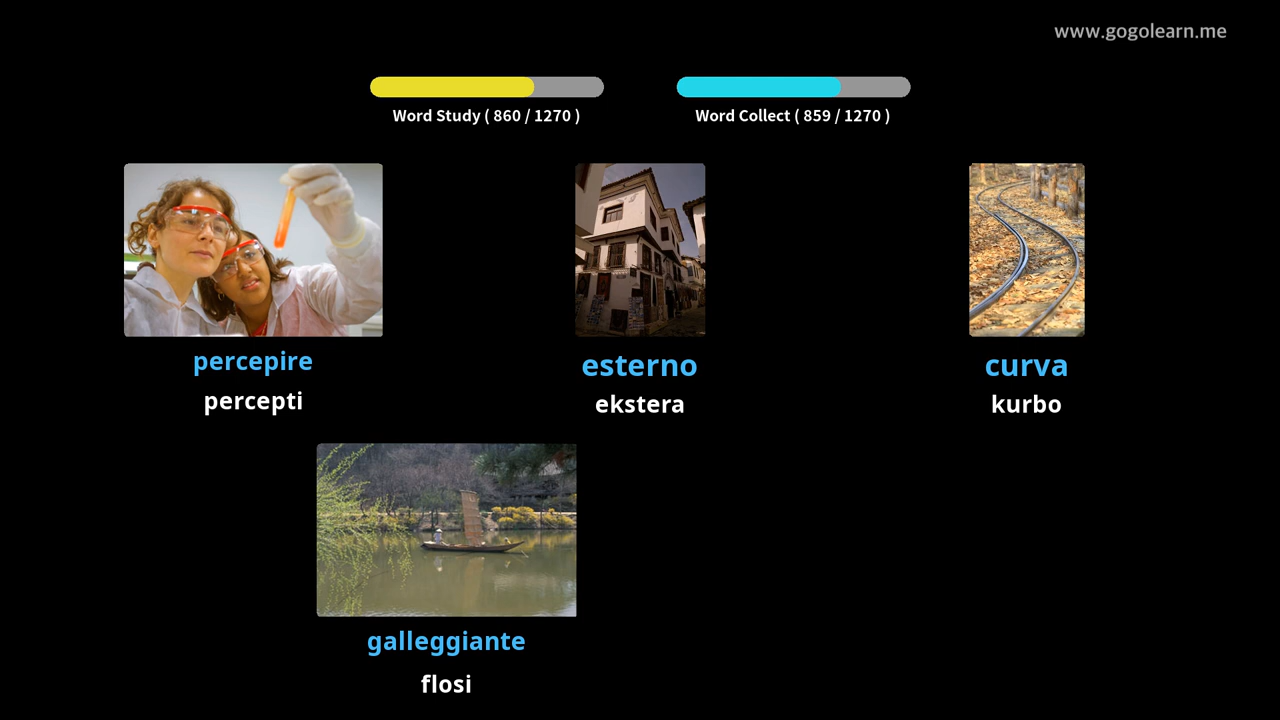 www.gogolearn.me
Word Study ( 860 / 1270 )
Word Collect ( 859 / 1270 )
percepire
percepti
esterno
ekstera
curva
kurbo
galleggiante
flosi